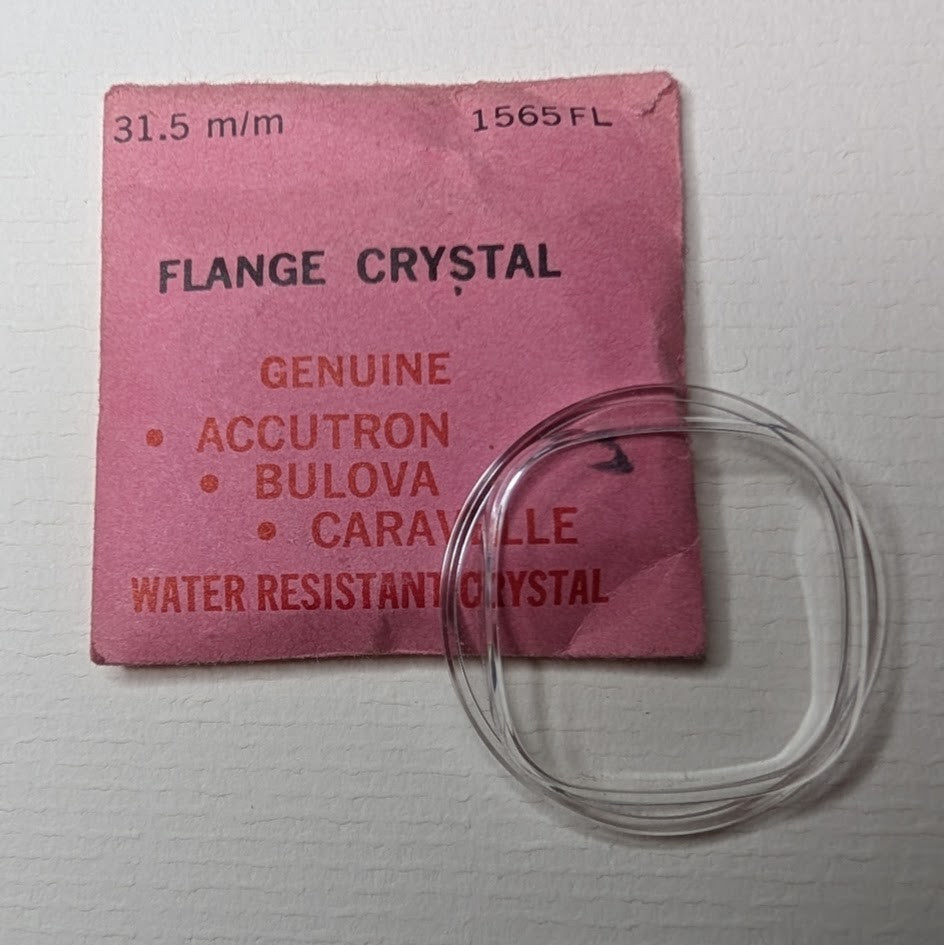 31.5 m/m 1565FL
FLANGE CRYSTAL
GENUINE
• ACCUTRON
• BULOVA
• CARAVELLE
WATER RESISTANT CRYSTAL